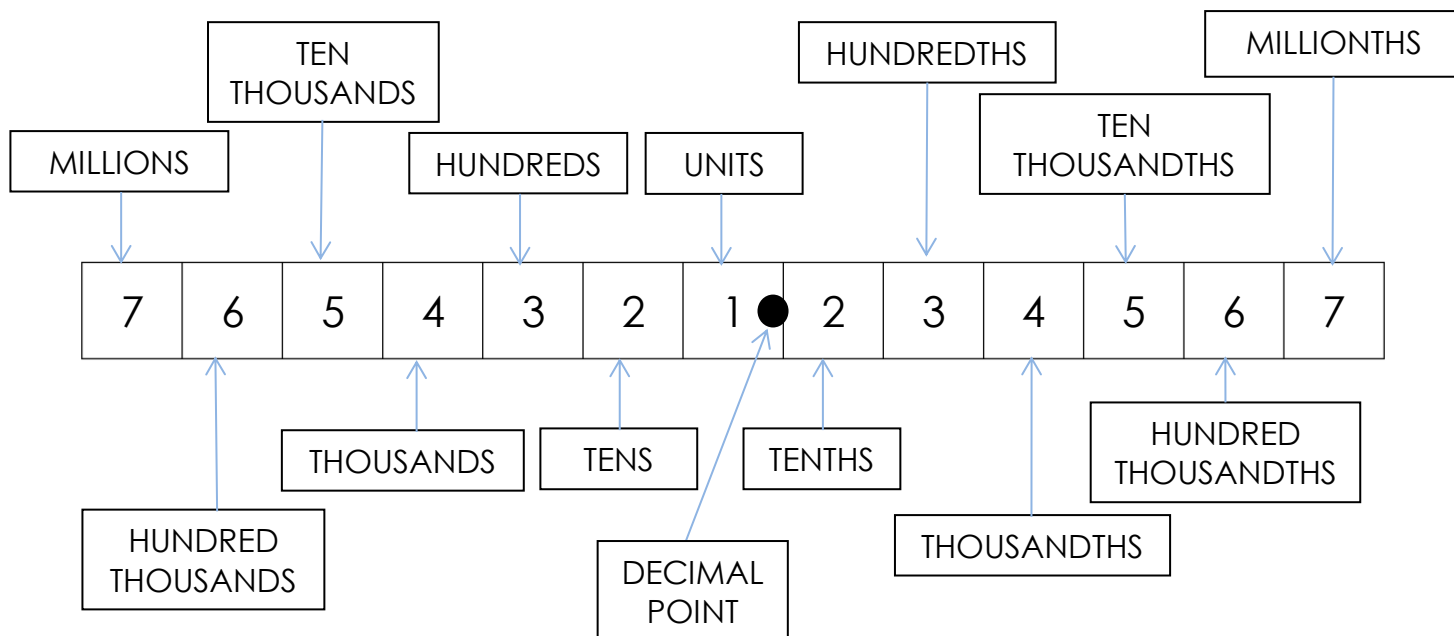 TEN
THOUSANDS
HUNDREDTHS
MILLIONTHS
MILLIONS
HUNDREDS
UNITS
TEN
THOUSANDTHS
7 6 5 4 3 2 1 2 3 4 5 6 7
THOUSANDS
TENS
TENTHS
HUNDRED
THOUSANDTHS
HUNDRED
THOUSANDS
DECIMAL
POINT
THOUSANDTHS